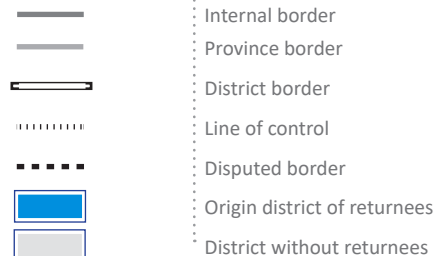 Internal border
Province border
District border
Line of control
Disputed border
Origin district of returnees
District without returnees